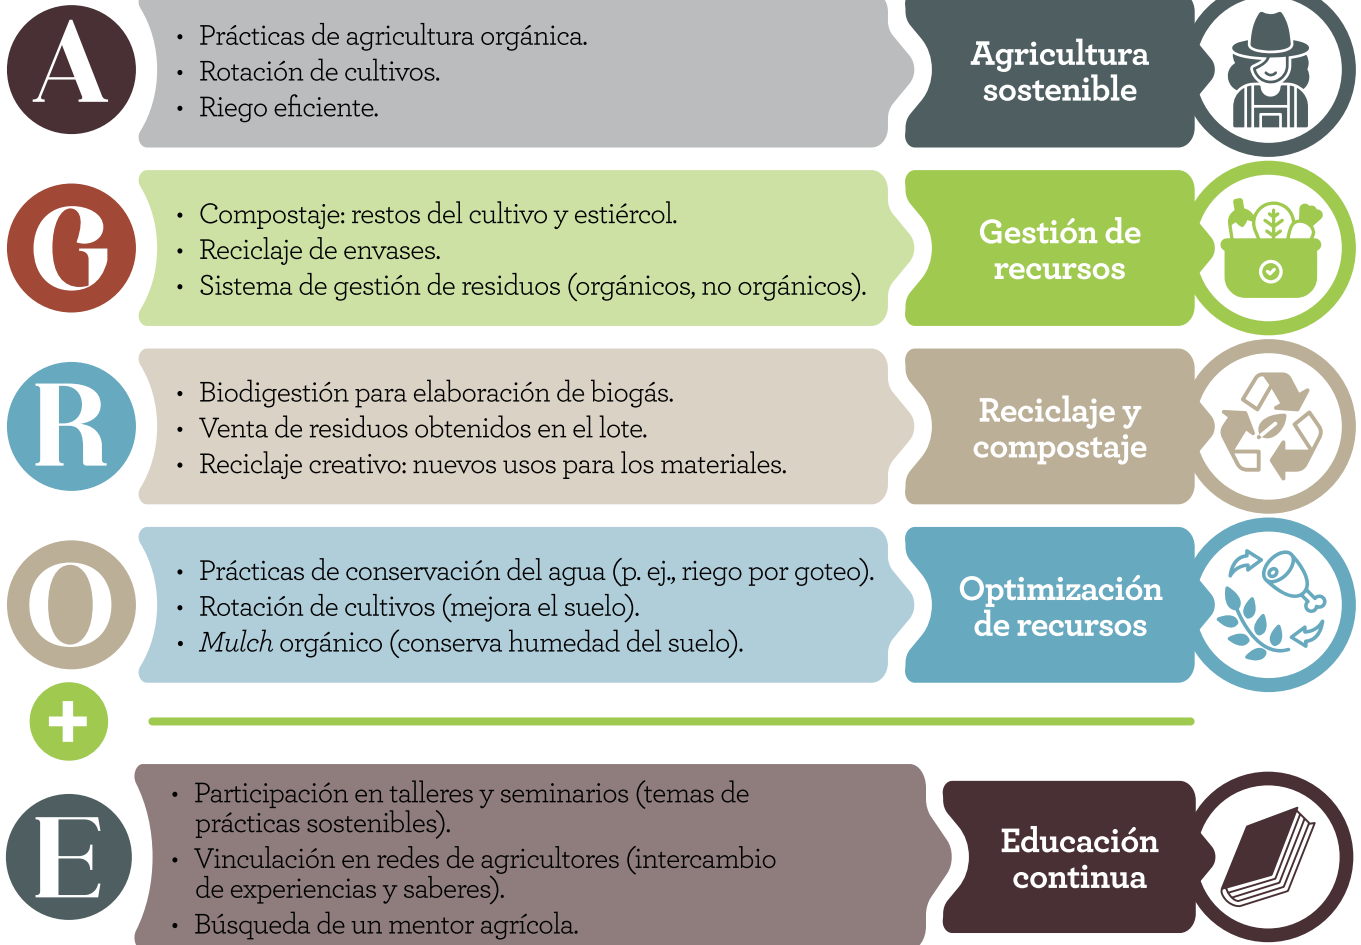 A
• Prácticas de agricultura orgánica.
• Rotación de cultivos.
• Riego eficiente.
Agricultura
sostenible
G
• Compostaje: restos del cultivo y estiércol.
• Reciclaje de envases.
• Sistema de gestión de residuos (orgánicos, no orgánicos).
Gestión de
recursos
R
• Biodigestión para elaboración de biogás.
• Venta de residuos obtenidos en el lote.
• Reciclaje creativo: nuevos usos para los materiales.
Reciclaje y
compostaje
O
• Prácticas de conservación del agua (p. ej., riego por goteo).
• Rotación de cultivos (mejora el suelo).
• Mulch orgánico (conserva humedad del suelo).
Optimización
de recursos
+
E
• Participación en talleres y seminarios (temas de
prácticas sostenibles).
• Vinculación en redes de agricultores (intercambio
de experiencias y saberes).
• Búsqueda de un mentor agrícola.
Educación
continua